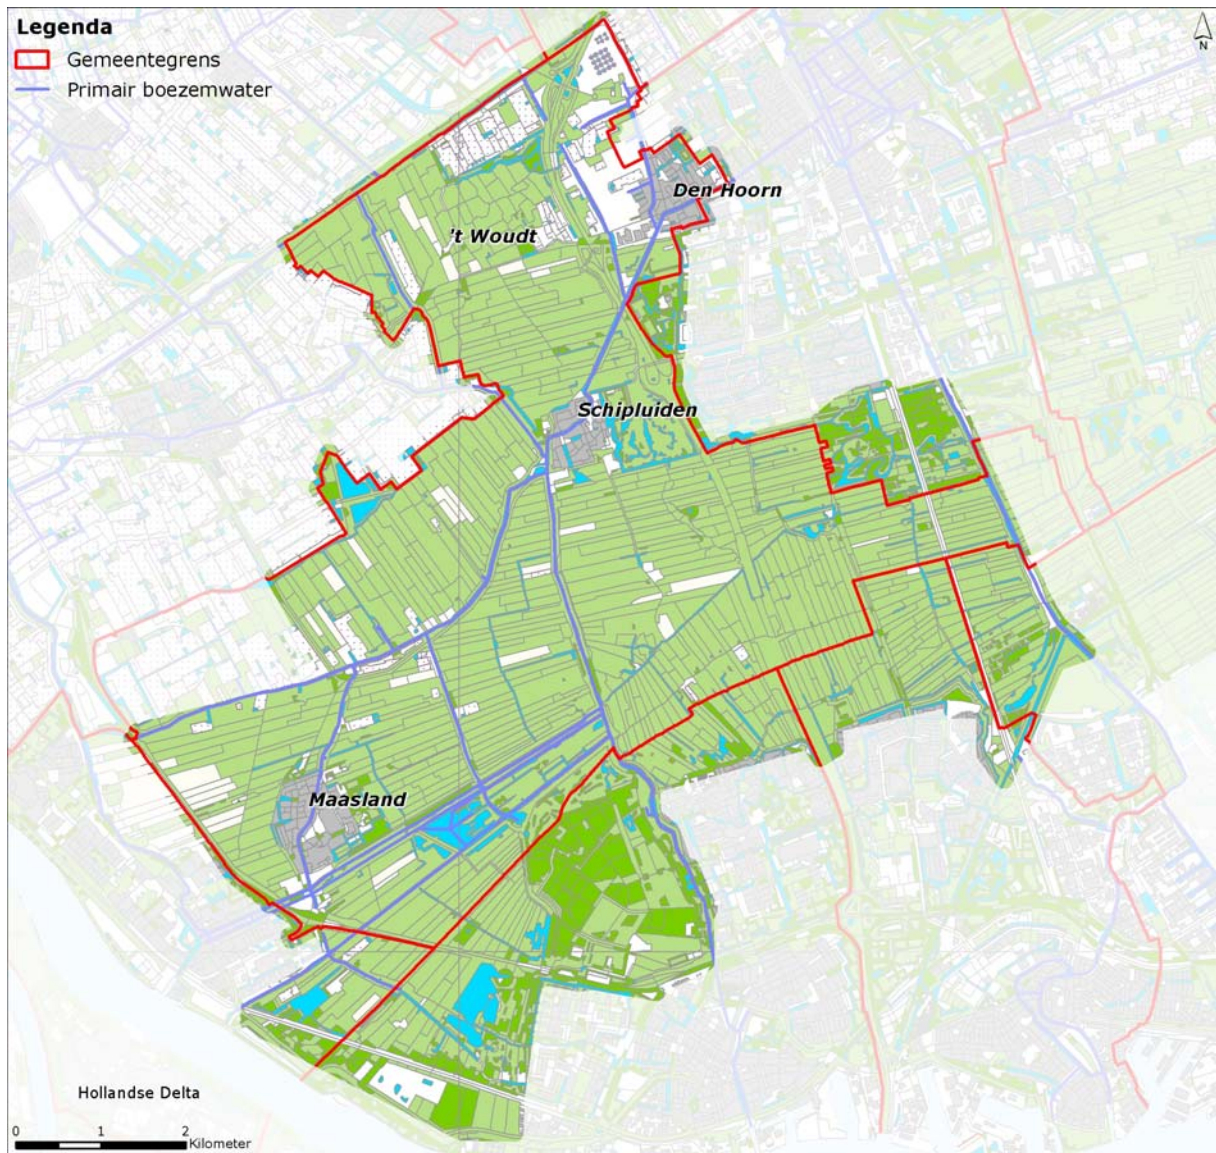 Legenda
Gemeentegrens
Primair boezemwater
N
Den Hoorn
't Woudt
Schipluiden
Maasland
Hollandse Delta
0 1 2
Kilometer